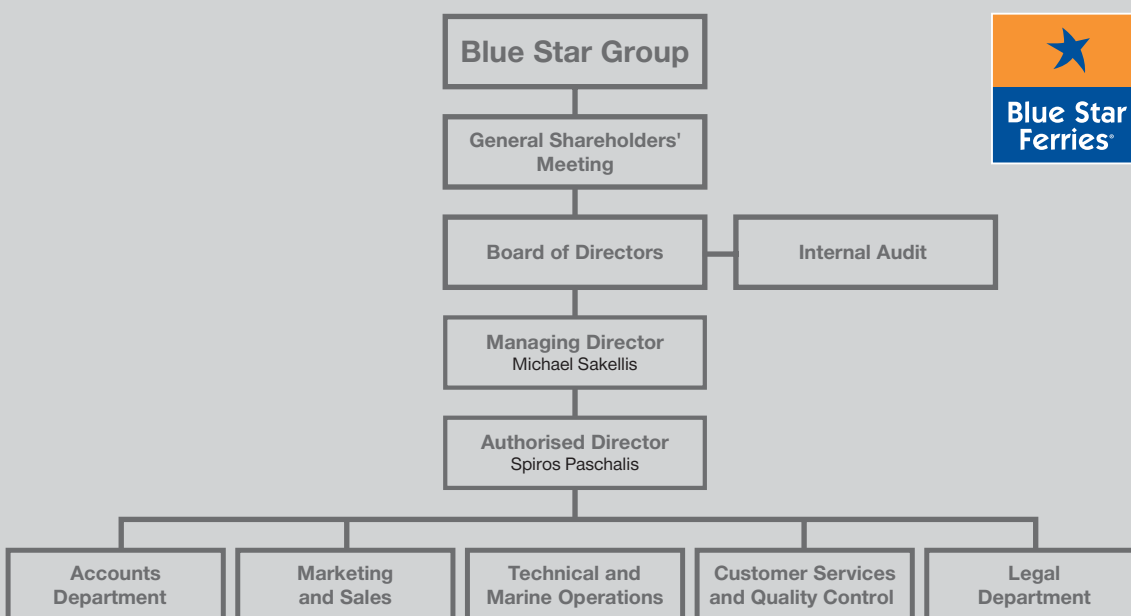 Blue Star Group
Blue Star
Ferries®
General Shareholders'
Meeting
Board of Directors
Internal Audit
Managing Director
Michael Sakellis
Authorised Director
Spiros Paschalis
Accounts
Department
Marketing
and Sales
Technical and
Marine Operations
Customer Services
and Quality Control
Legal
Department